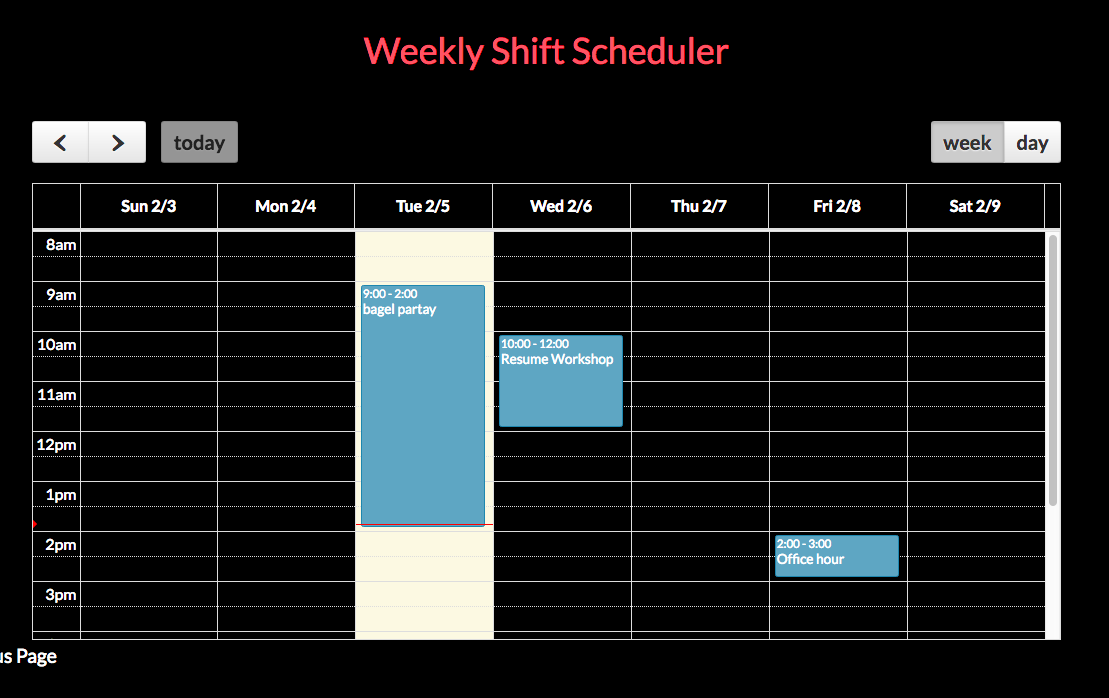 Weekly Shift Scheduler
today
week day
Sun 2/3 Mon 2/4 Tue 2/5 Wed 2/6 Thu 2/7 Fri 2/8 Sat 2/9
8am
9am
9:00 - 2:00
bagel partay
10am
10:00 - 12:00
Resume Workshop
11am
12pm
1pm
2pm
2:00 - 3:00
Office hour
3pm
Page